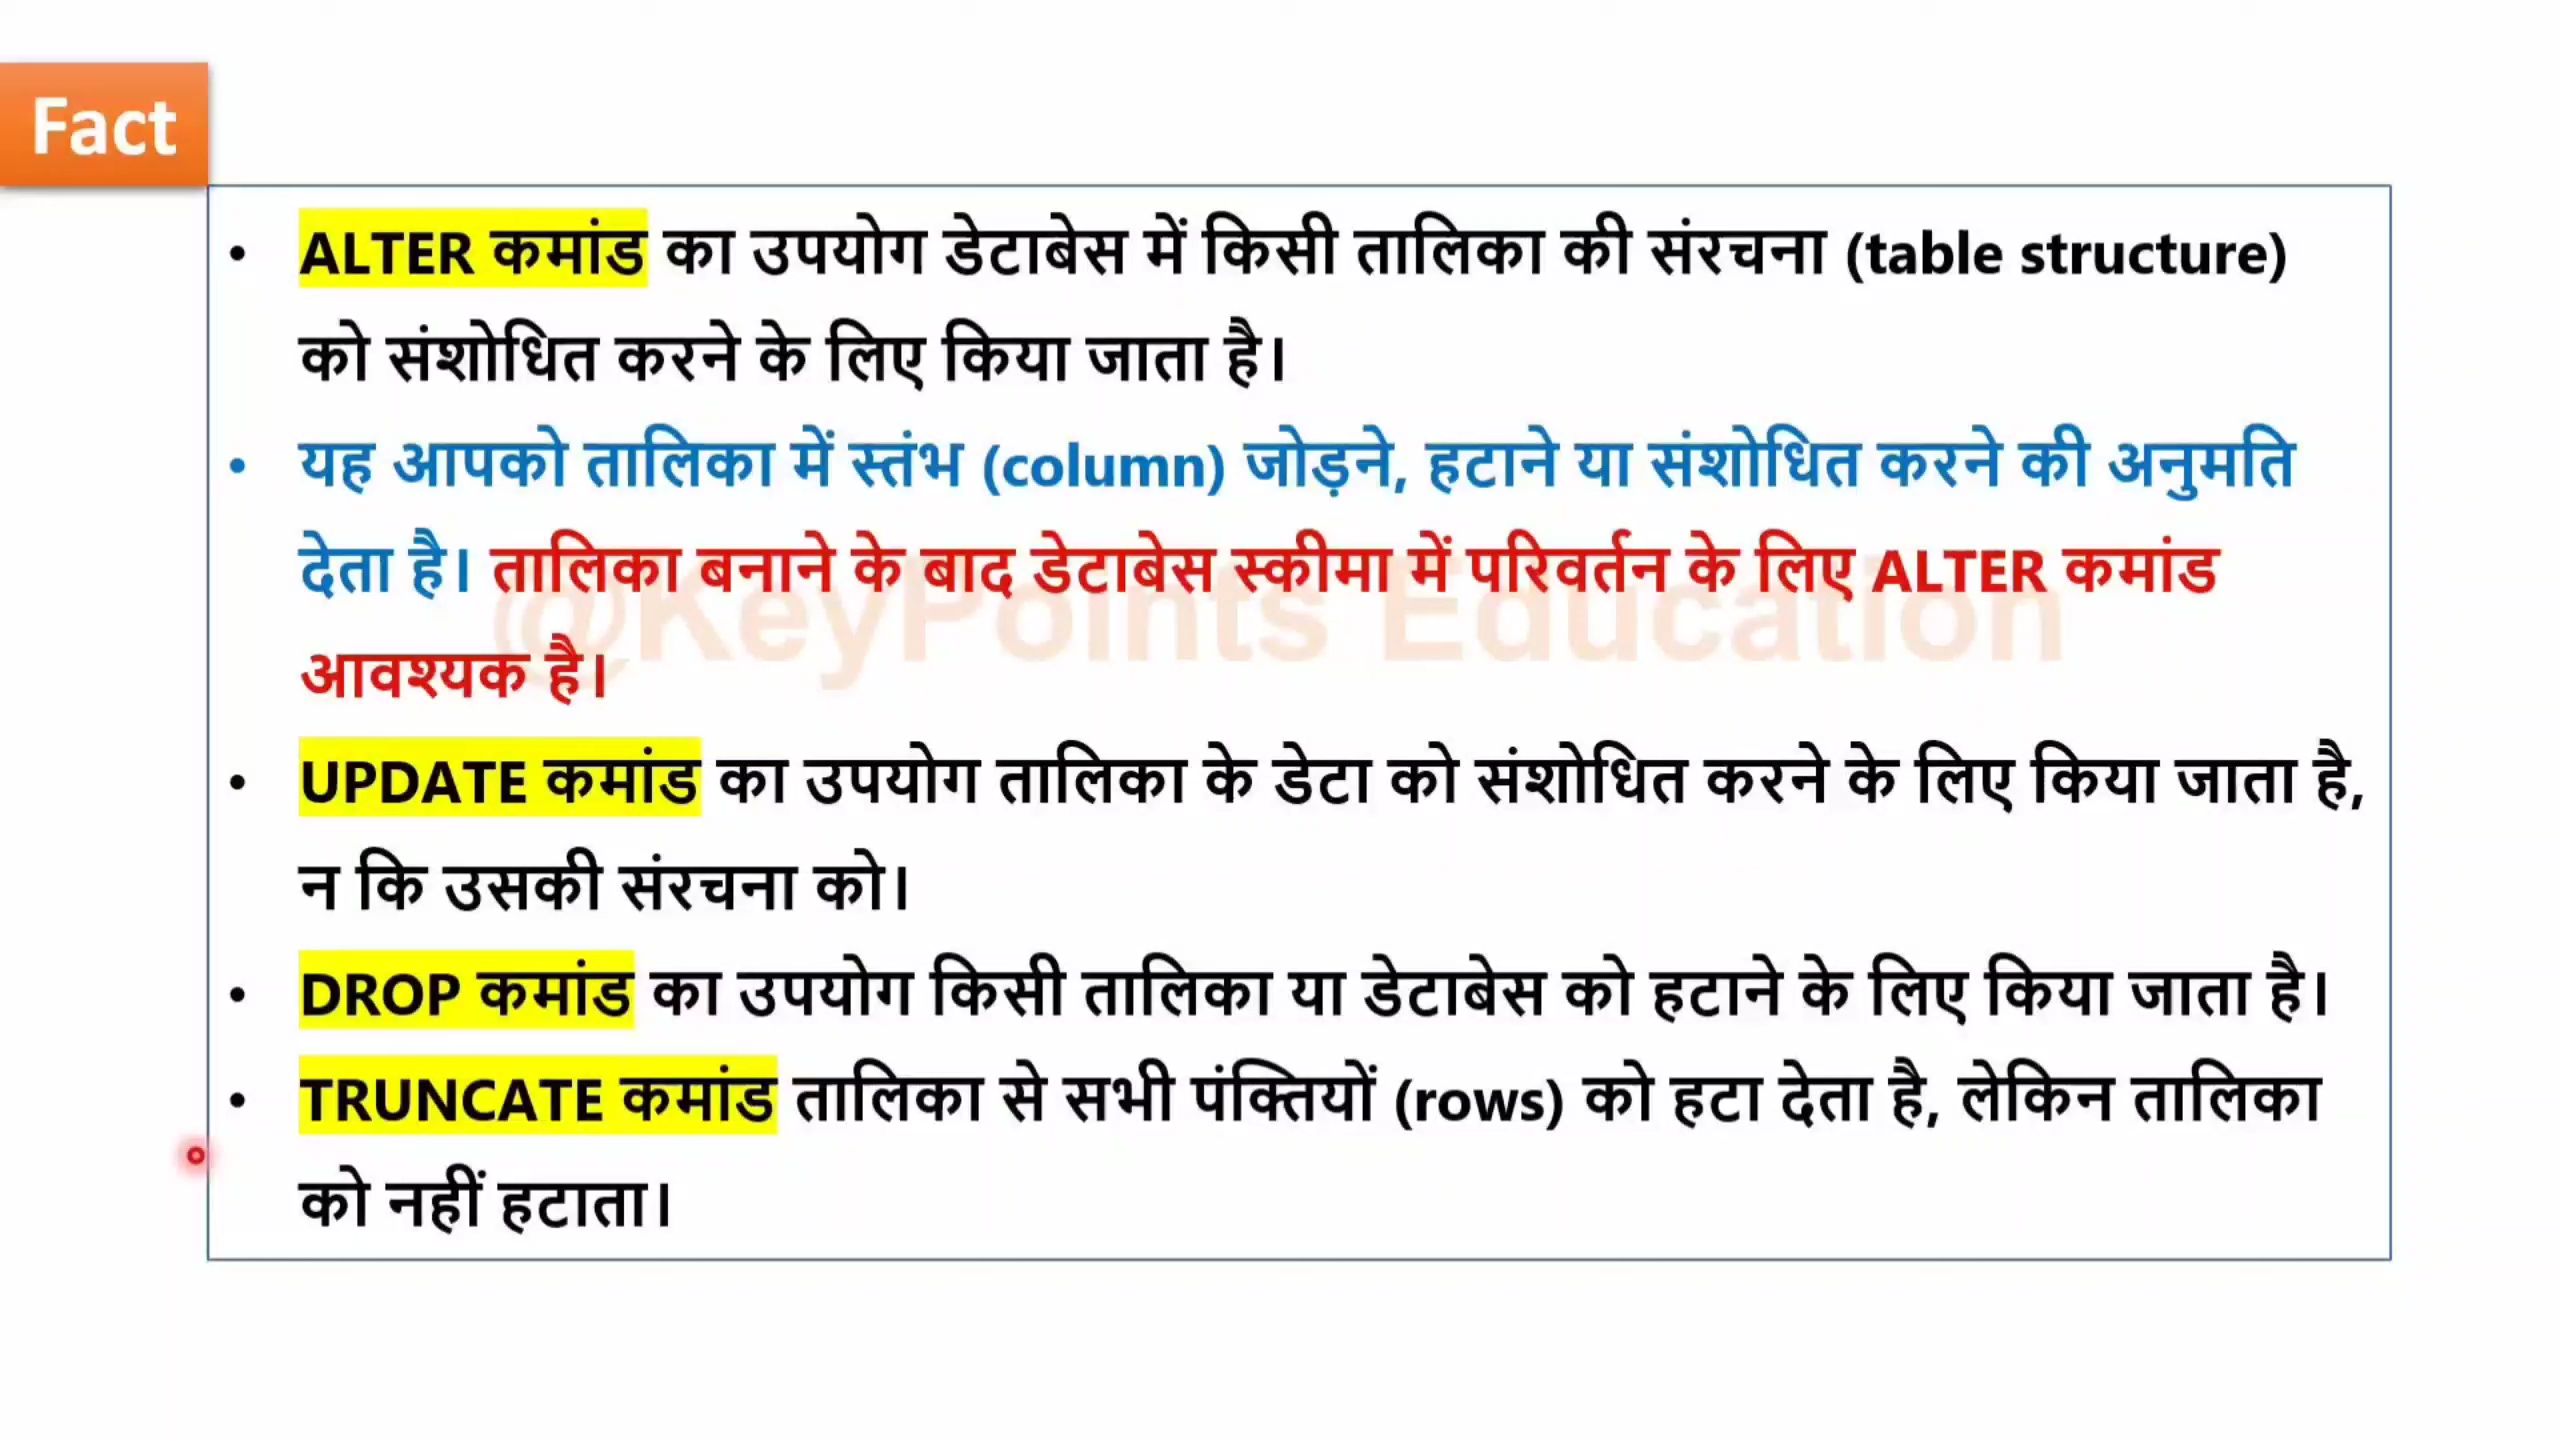 Fact
• ALTER कमांड का उपयोग डेटाबेस में किसी तालिका की संरचना (table structure)
को संशोधित करने के लिए किया जाता है।
• यह आपको तालिका में स्तंभ (column) जोड़ने, हटाने या संशोधित करने की अनुमति
देता है। तालिका बनाने के बाद डेटाबेस स्कीमा में परिवर्तन के लिए ALTER कमांड
@KeyPoints Education
आवश्यक है।
• UPDATE कमांड का उपयोग तालिका के डेटा को संशोधित करने के लिए किया जाता है,
न कि उसकी संरचना को।
• DROP कमांड का उपयोग किसी तालिका या डेटाबेस को हटाने के लिए किया जाता है।
• TRUNCATE कमांड तालिका से सभी पंक्तियों (rows) को हटा देता है, लेकिन तालिका
को नहीं हटाता।